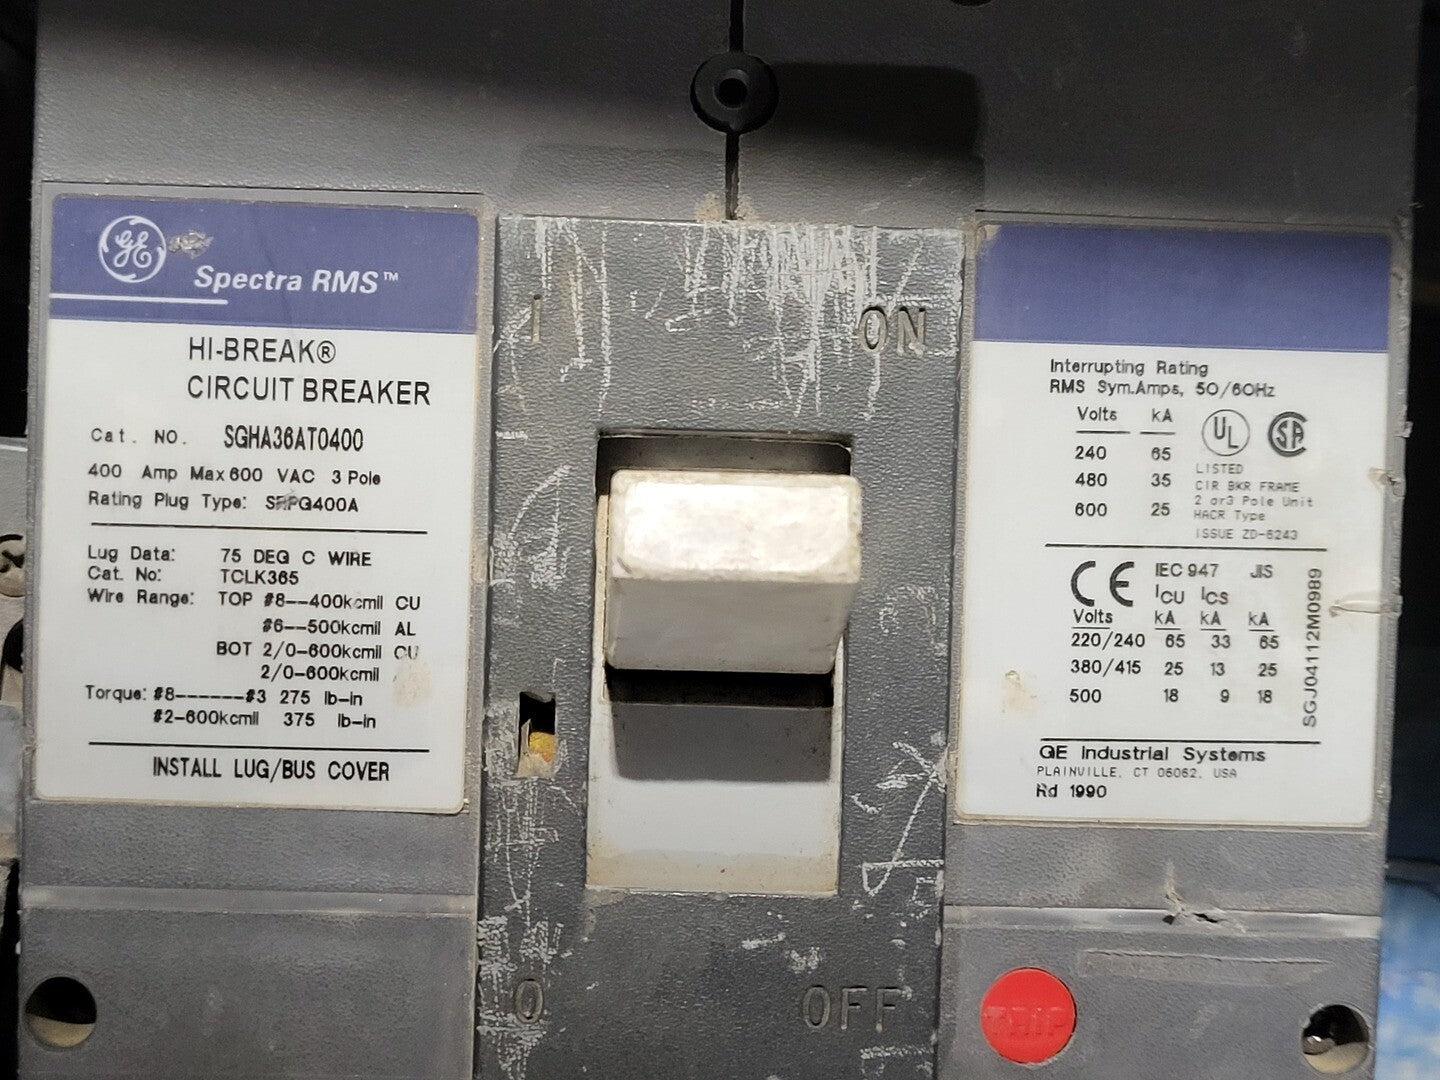 GE
Spectra RMS™
HI-BREAK®
CIRCUIT BREAKER
Cat. NO. SGHA36AT0400
400 Amp Max 600 VAC 3 Pole
Rating Plug Type: SRPG400A
Lug Data: 75 DEG C WIRE
Cat. No: TCLK365
Wire Range: TOP #8--400kcmil CU
#6--500kcmil AL
BOT 2/0-600kcmil CU
2/0-600kcmil
Torque: #8------#3 275 lb-in
#2-600kcmil 375 lb-in
INSTALL LUG/BUS COVER
I ON
O OFF
Interrupting Rating
RMS Sym.Amps, 50/60Hz
Volts kA
240 65
480 35
600 25
UL SA
LISTED
CIR BKR FRAME
2 or3 Pole Unit
HACR Type
ISSUE ZD-6243
CE IEC 947 JIS
ICU ICS
Volts kA kA kA
220/240 65 33 65
380/415 25 13 25
500 18 9 18
SGJ04112M0989
GE Industrial Systems
PLAINVILLE, CT 06062, USA
Rd 1990
TRIP